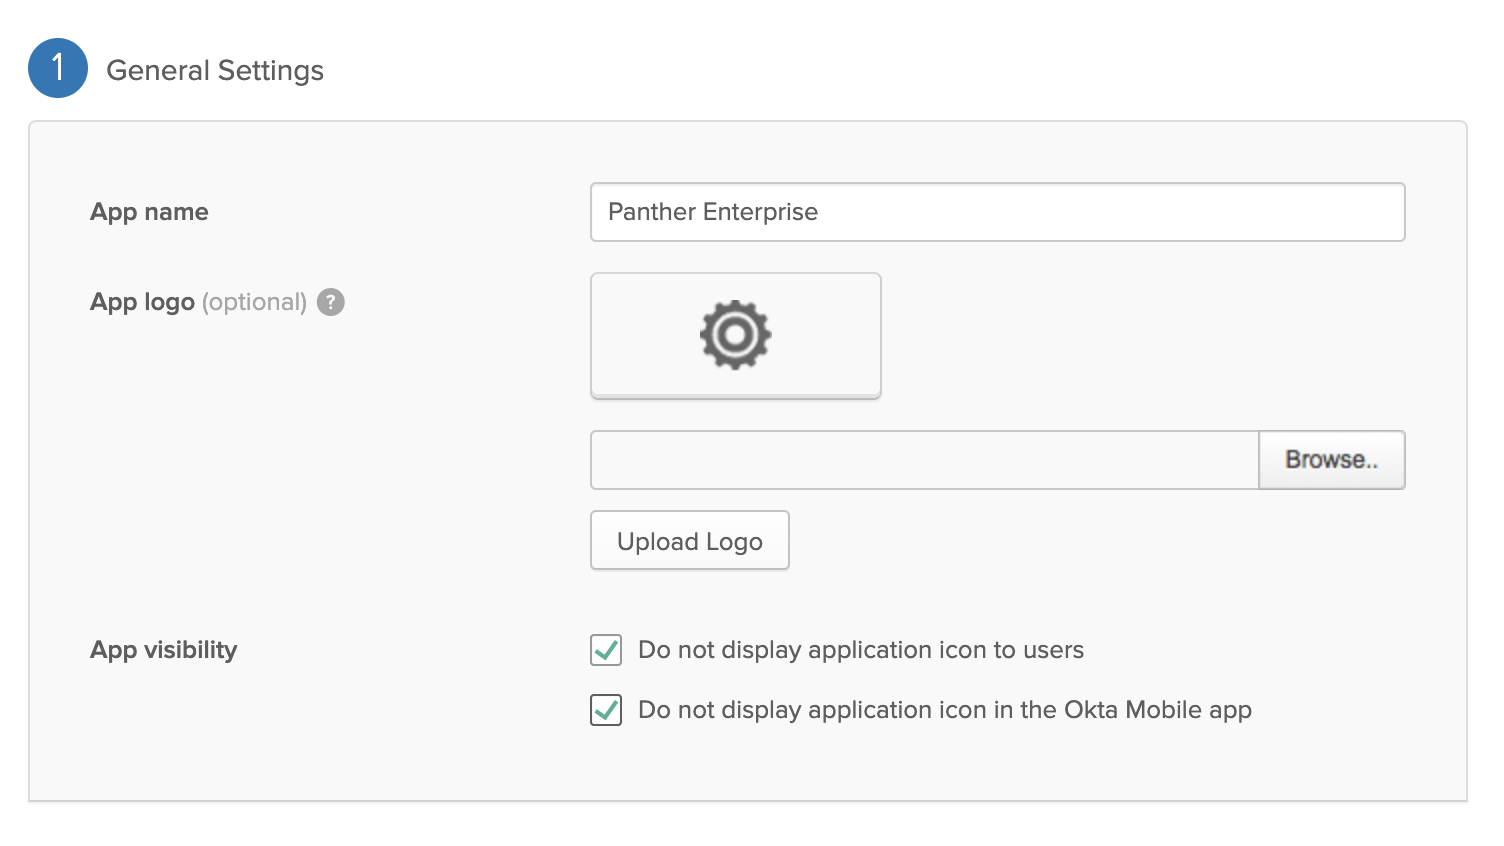 1 General Settings
App name
Panther Enterprise
App logo (optional) ?
Browse..
Upload Logo
App visibility
Do not display application icon to users
Do not display application icon in the Okta Mobile app